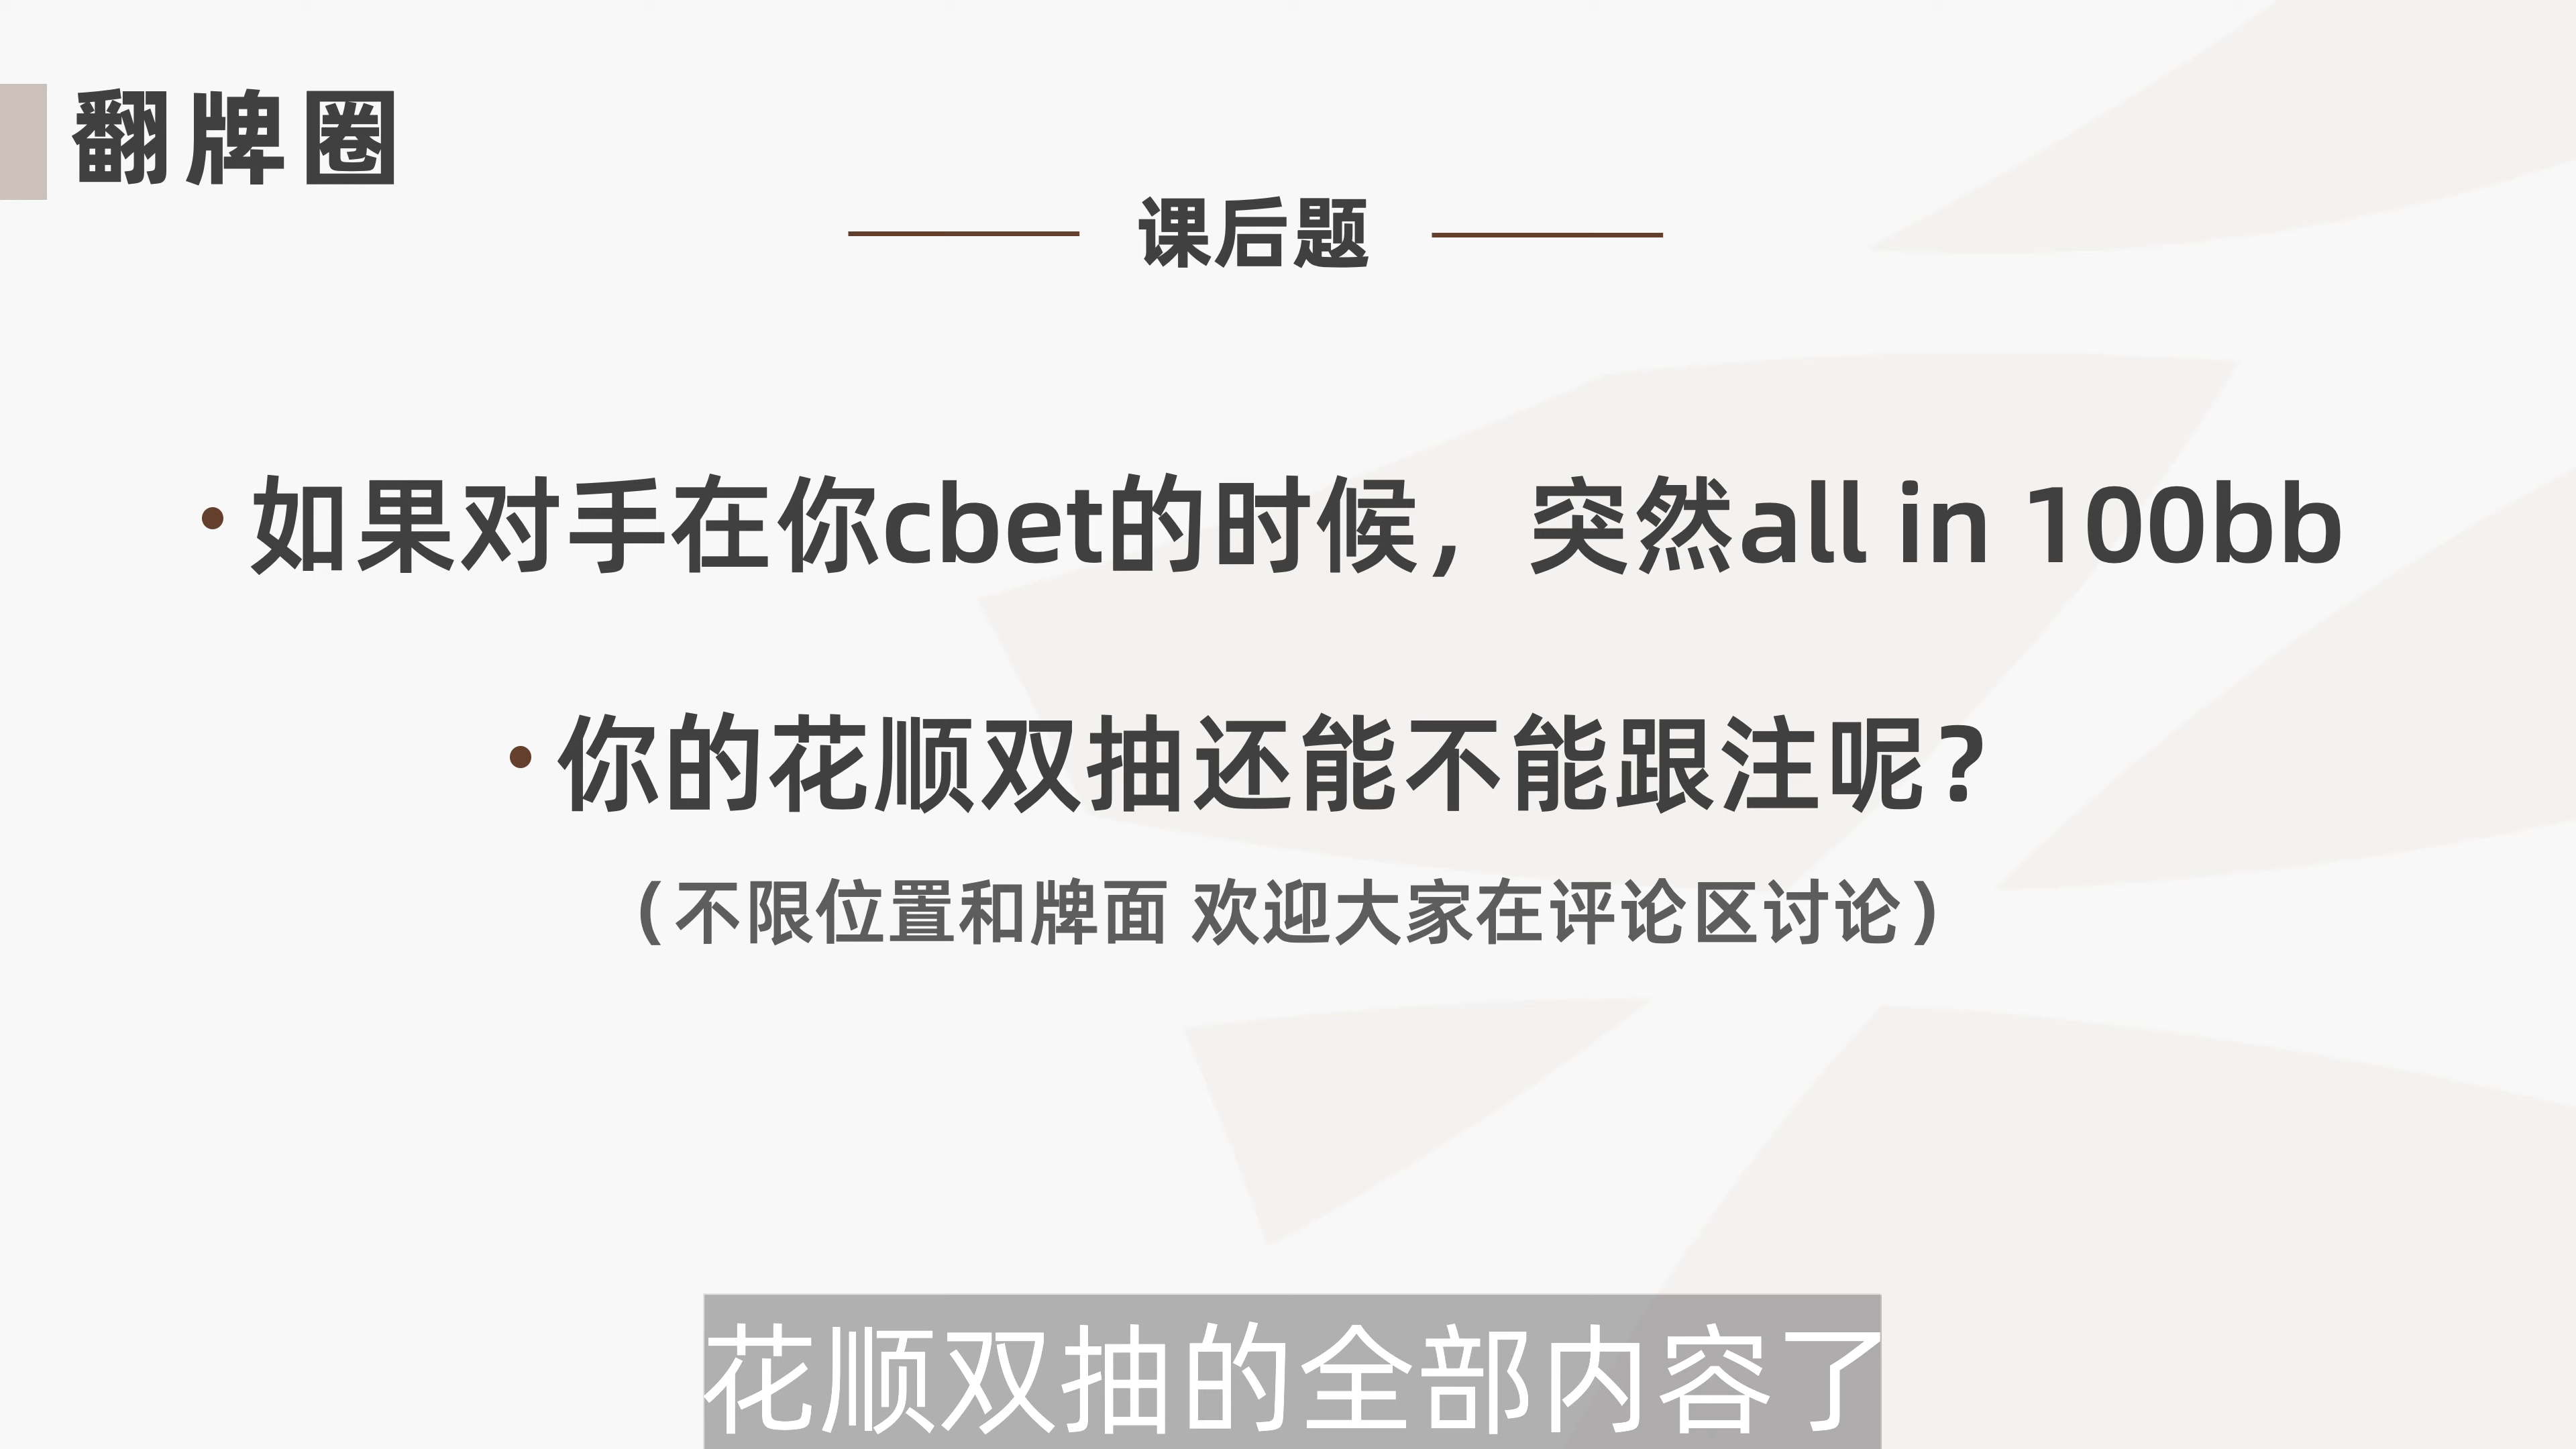 翻牌圈
课后题
•如果对手在你cbet的时候，突然all in 100bb
•你的花顺双抽还能不能跟注呢？
（不限位置和牌面 欢迎大家在评论区讨论）
花顺双抽的全部内容了